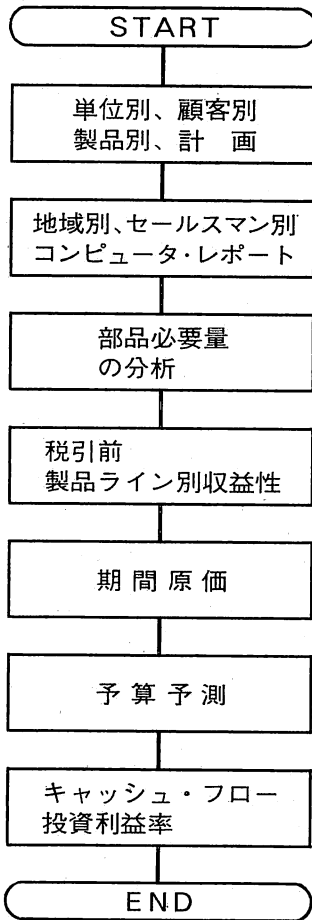 START
単位別、顧客別
製品別、計　画
地域別、セールスマン別
コンピュータ・レポート
部品必要量
の分析
税引前
製品ライン別収益性
期 間 原 価
予 算 予 測
キャッシュ・フロー
投資利益率
END